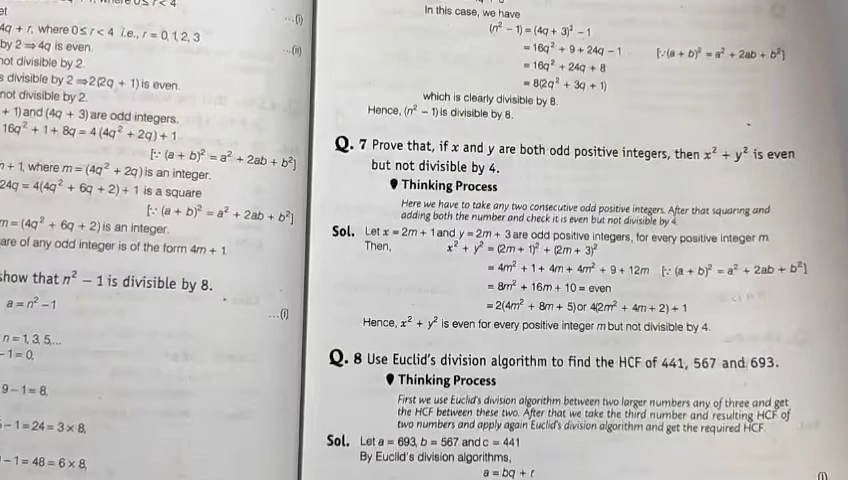 et
...(i)
4q + r, where 0 ≤ r < 4 i.e., r = 0, 1, 2, 3
...(ii)
by 2 ⇒ 4q is even.
not divisible by 2.
s divisible by 2 ⇒ 2(2q + 1) is even.
not divisible by 2.
+ 1) and (4q + 3) are odd integers.
16q² + 1 + 8q = 4(4q² + 2q) + 1
[∵ (a + b)² = a² + 2ab + b²]
n + 1, where m = (4q² + 2q) is an integer.
24q = 4(4q² + 6q + 2) + 1 is a square
[∵ (a + b)² = a² + 2ab + b²]
m = (4q² + 6q + 2) is an integer.
are of any odd integer is of the form 4m + 1.
show that n² − 1 is divisible by 8.
a = n² − 1
...(i)
n = 1, 3, 5,...
− 1 = 0,
9 − 1 = 8,
− 1 = 24 = 3 × 8,
− 1 = 48 = 6 × 8,
In this case, we have
(n² − 1) = (4q + 3)² − 1
= 16q² + 9 + 24q − 1 [∵ (a + b)² = a² + 2ab + b²]
= 16q² + 24q + 8
= 8(2q² + 3q + 1)
which is clearly divisible by 8.
Hence, (n² − 1) is divisible by 8.
Q. 7 Prove that, if x and y are both odd positive integers, then x² + y² is even
but not divisible by 4.
Thinking Process
Here we have to take any two consecutive odd positive integers. After that squaring and
adding both the number and check it is even but not divisible by 4.
Sol. Let x = 2m + 1 and y = 2m + 3 are odd positive integers, for every positive integer m.
Then, x² + y² = (2m + 1)² + (2m + 3)²
= 4m² + 1 + 4m + 4m² + 9 + 12m [∵ (a + b)² = a² + 2ab + b²]
= 8m² + 16m + 10 = even
= 2(4m² + 8m + 5) or 4(2m² + 4m + 2) + 1
Hence, x² + y² is even for every positive integer m but not divisible by 4.
Q. 8 Use Euclid's division algorithm to find the HCF of 441, 567 and 693.
Thinking Process
First we use Euclid's division algorithm between two larger numbers any of three and get
the HCF between these two. After that we take the third number and resulting HCF of
two numbers and apply again Euclid's division algorithm and get the required HCF.
Sol. Let a = 693, b = 567 and c = 441
By Euclid's division algorithms,
a = bq + r
(i)